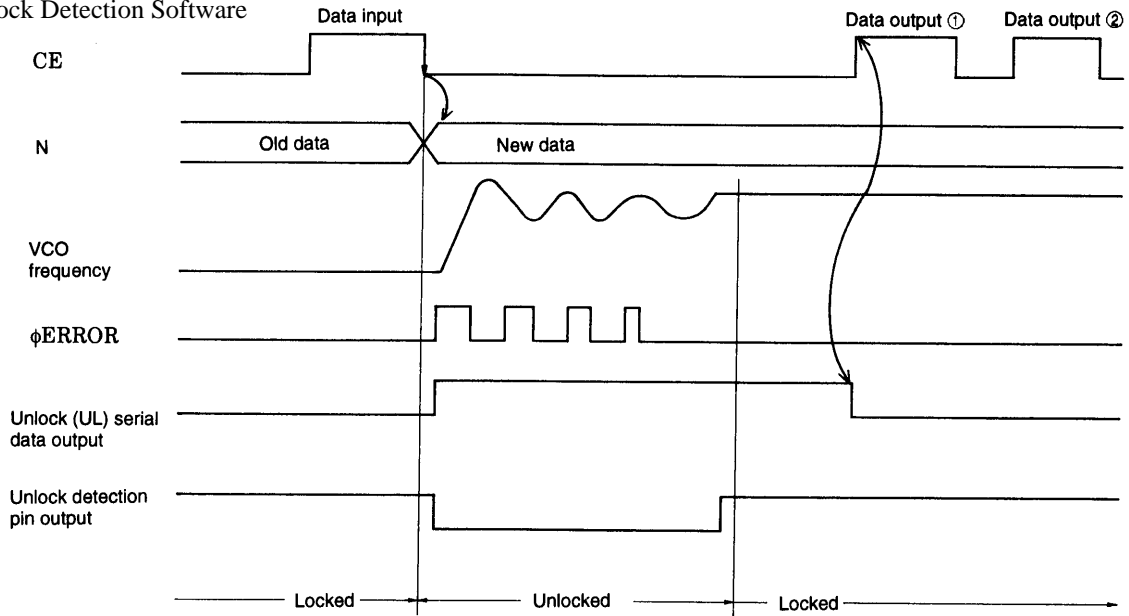 ock Detection Software
Data input
Data output ①
Data output ②
CE
N
Old data
New data
VCO
frequency
ϕERROR
Unlock (UL) serial
data output
Unlock detection
pin output
Locked
Unlocked
Locked